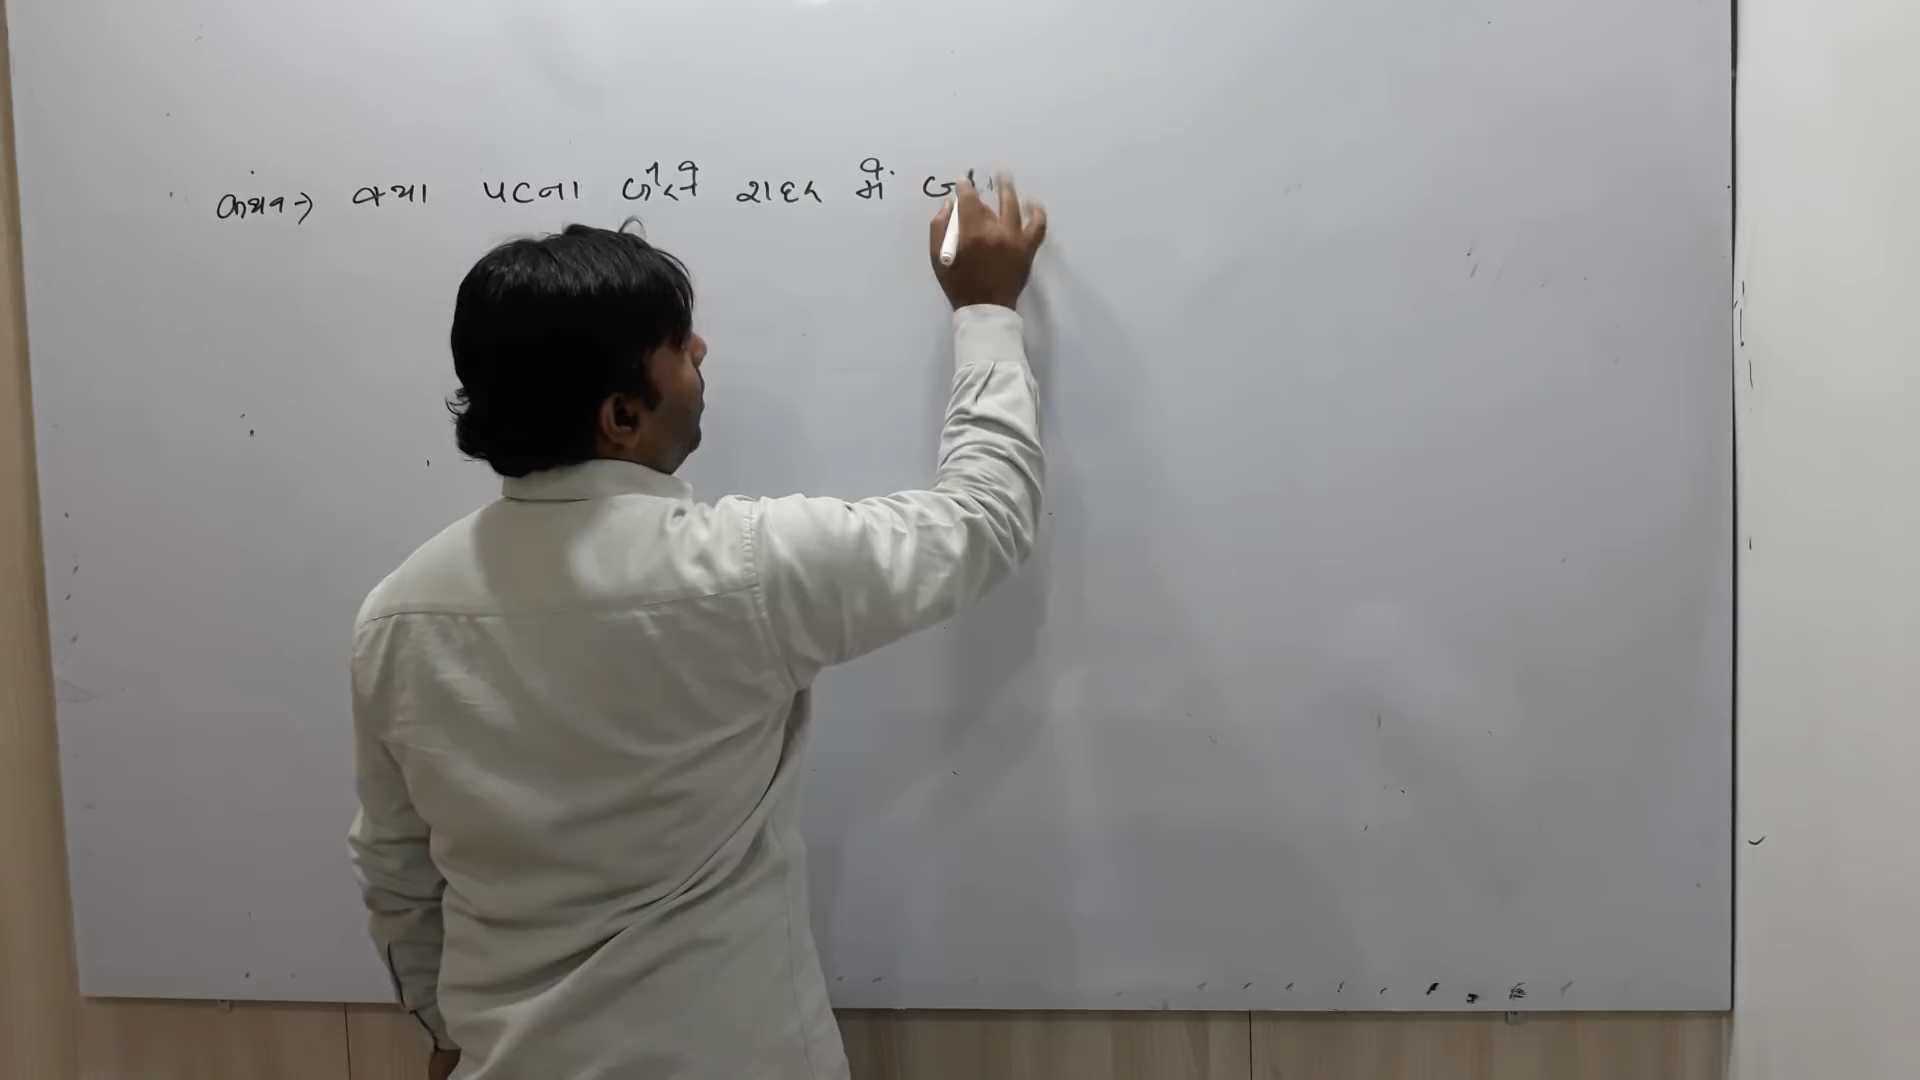 कथन → क्या पटना जैसे शहर में